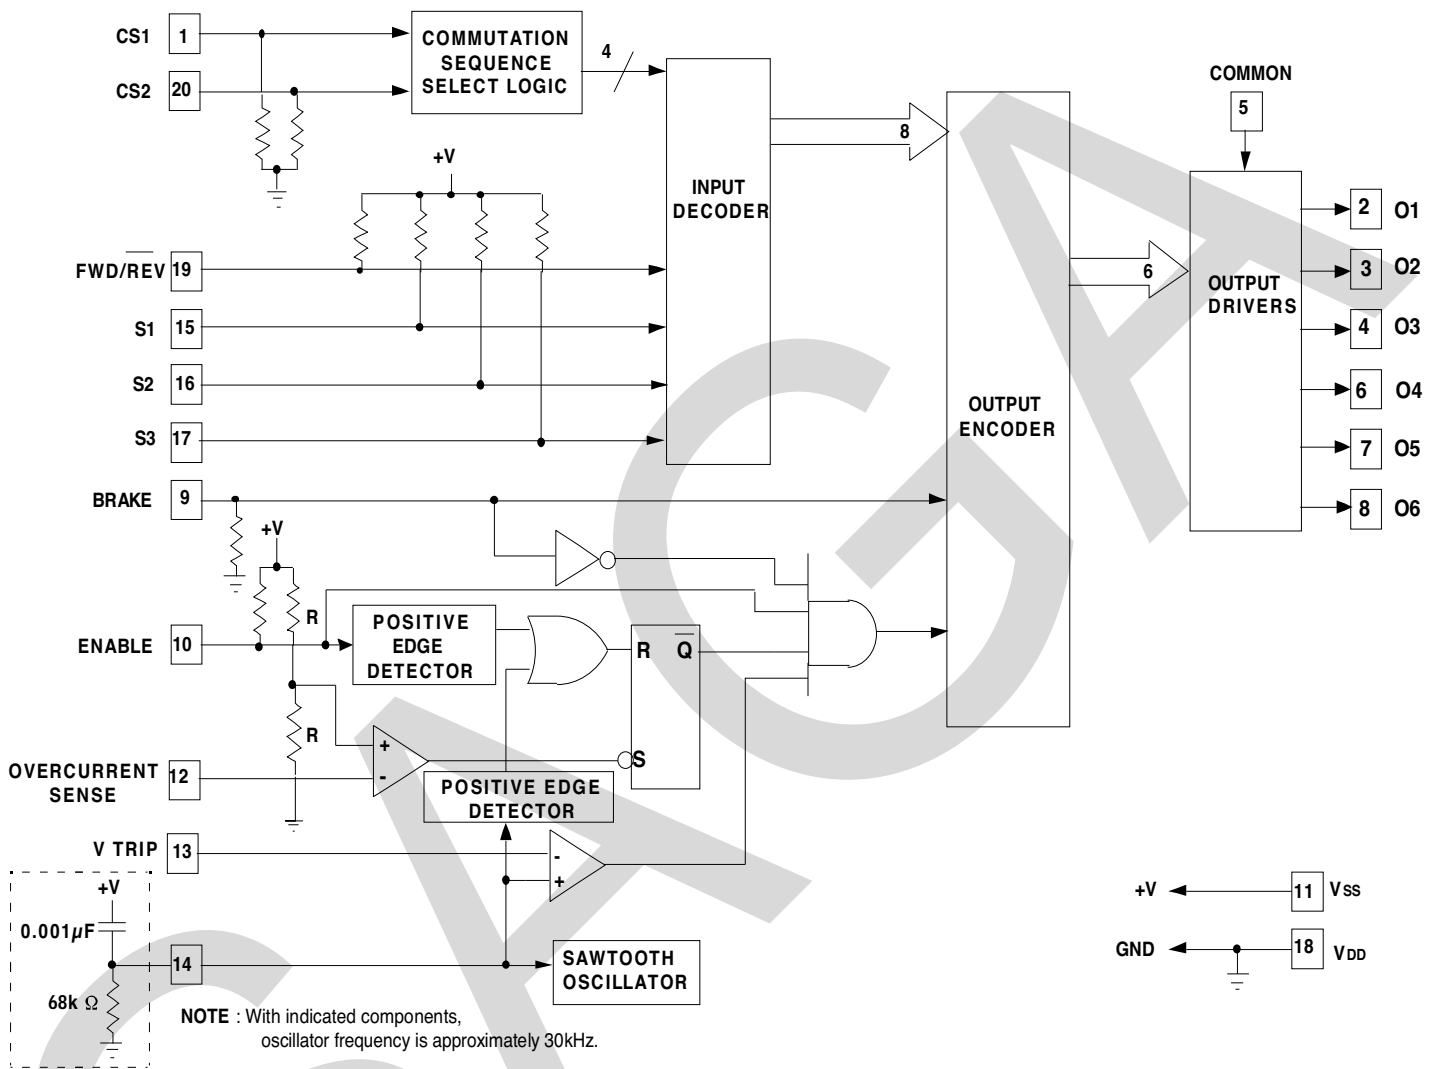 CS1 1
CS2 20
COMMUTATION
SEQUENCE
SELECT LOGIC
4
+V
FWD/REV 19
S1 15
S2 16
S3 17
INPUT
DECODER
8
BRAKE 9
+V
R
ENABLE 10
POSITIVE
EDGE
DETECTOR
R
R Q
S
OUTPUT
ENCODER
6
COMMON
5
OUTPUT
DRIVERS
2 O1
3 O2
4 O3
6 O4
7 O5
8 O6
OVERCURRENT
SENSE
12
+
-
POSITIVE EDGE
DETECTOR
V TRIP 13
-
+
+V
0.001µF
14
68k Ω
SAWTOOTH
OSCILLATOR
NOTE : With indicated components,
oscillator frequency is approximately 30kHz.
+V 11 VSS
GND 18 VDD
GAGA